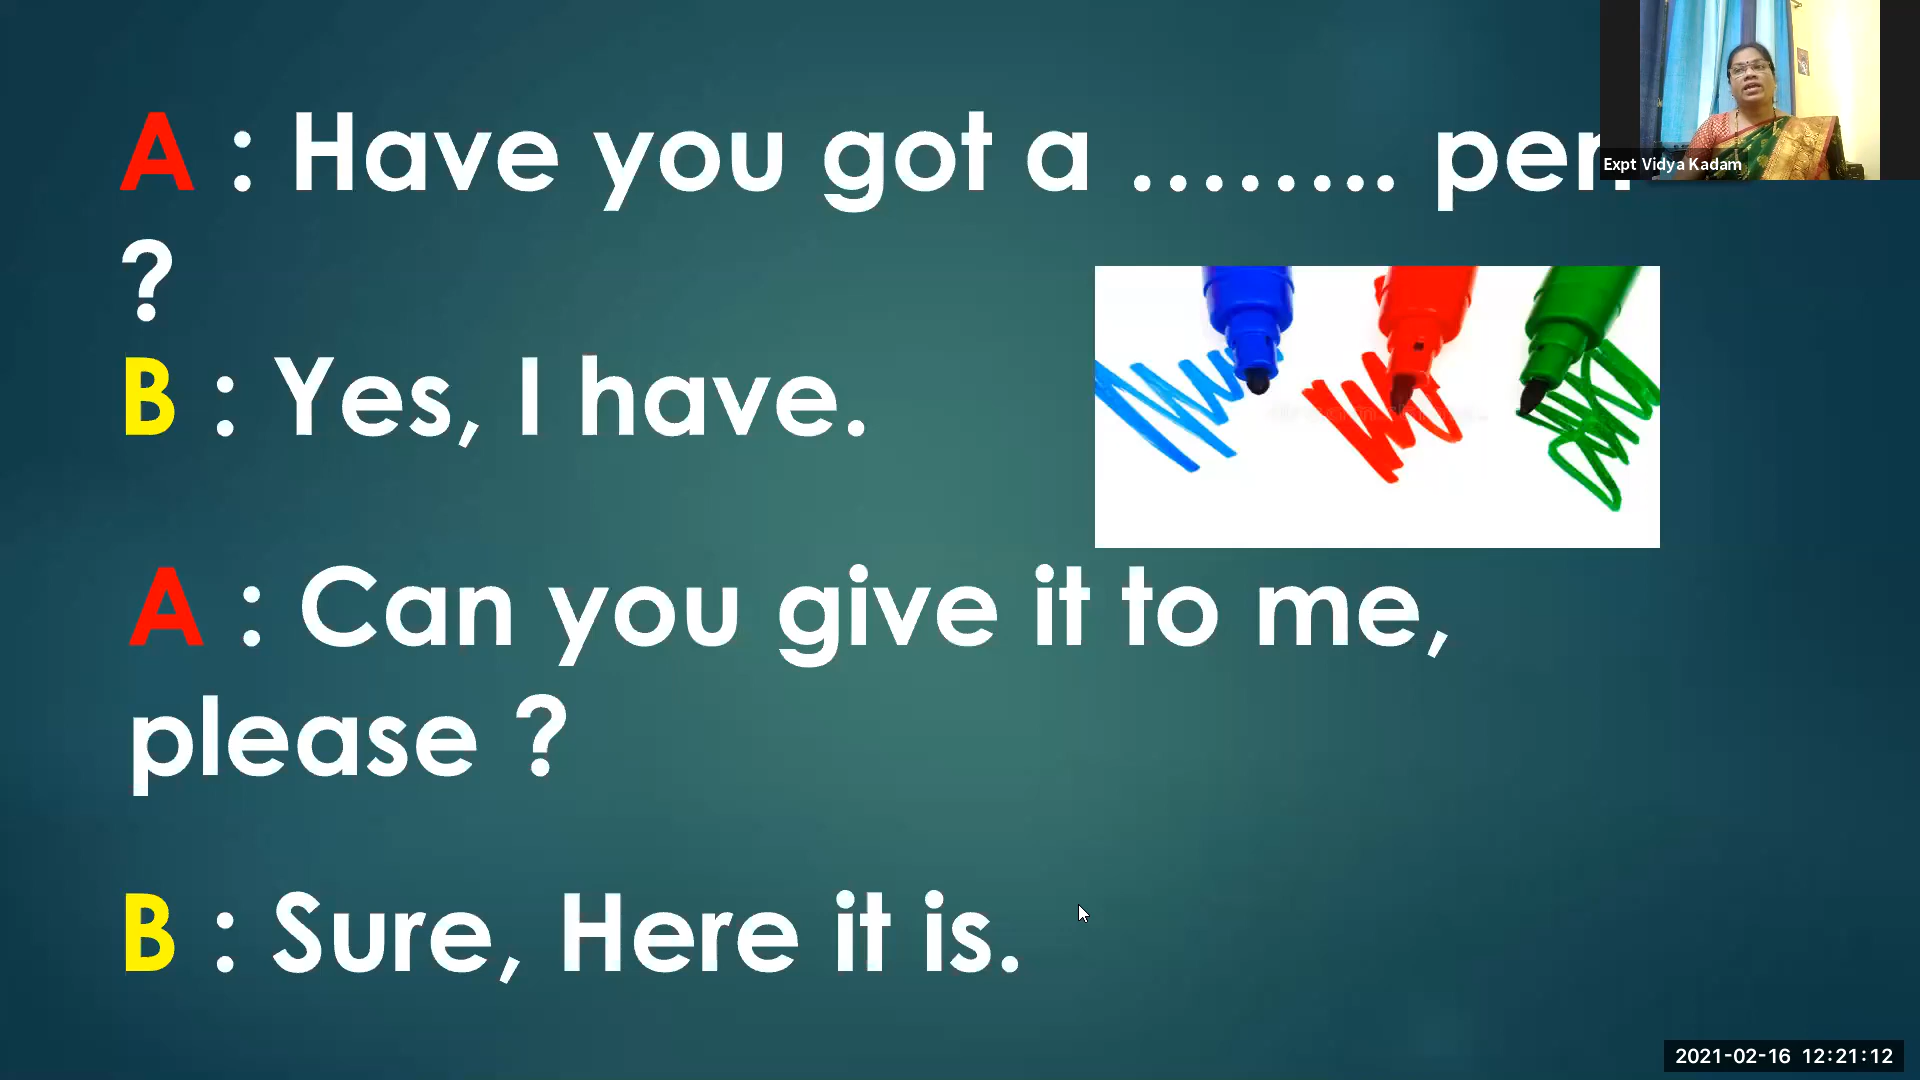 A : Have you got a …….. pen
?
B : Yes, I have.
A : Can you give it to me,
please ?
B : Sure, Here it is.
Expt Vidya Kadam
2021-02-16 12:21:12